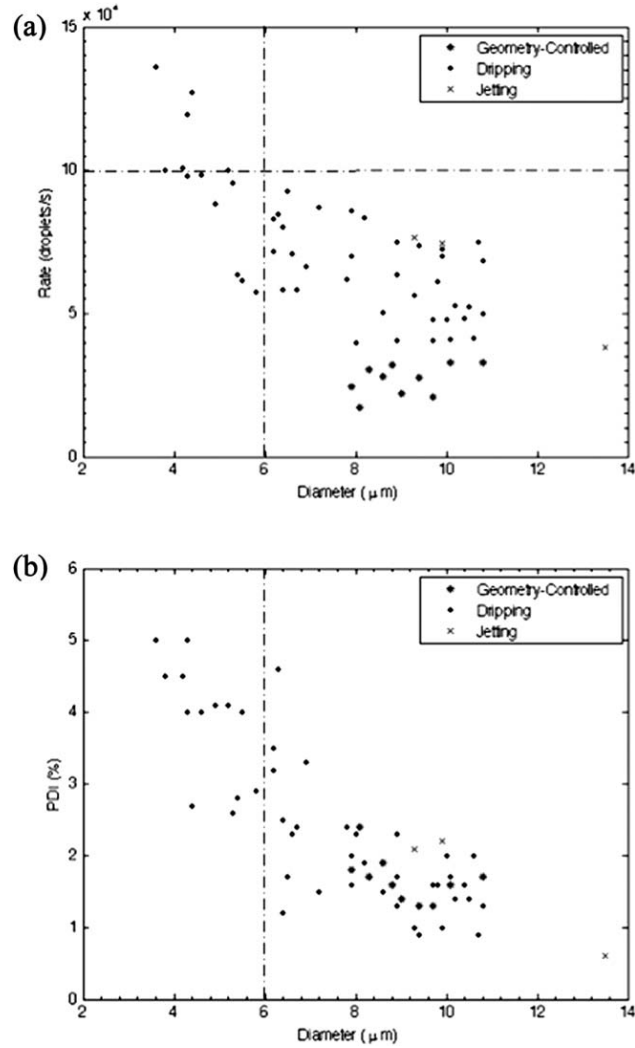 (a)
x 10⁴
15
10
5
0
Rate (droplets/s)
Geometry-Controlled
Dripping
Jetting
2 4 6 8 10 12 14
Diameter (μm)
(b)
6
5
4
3
2
1
0
PDI (%)
Geometry-Controlled
Dripping
Jetting
2 4 6 8 10 12 14
Diameter (μm)